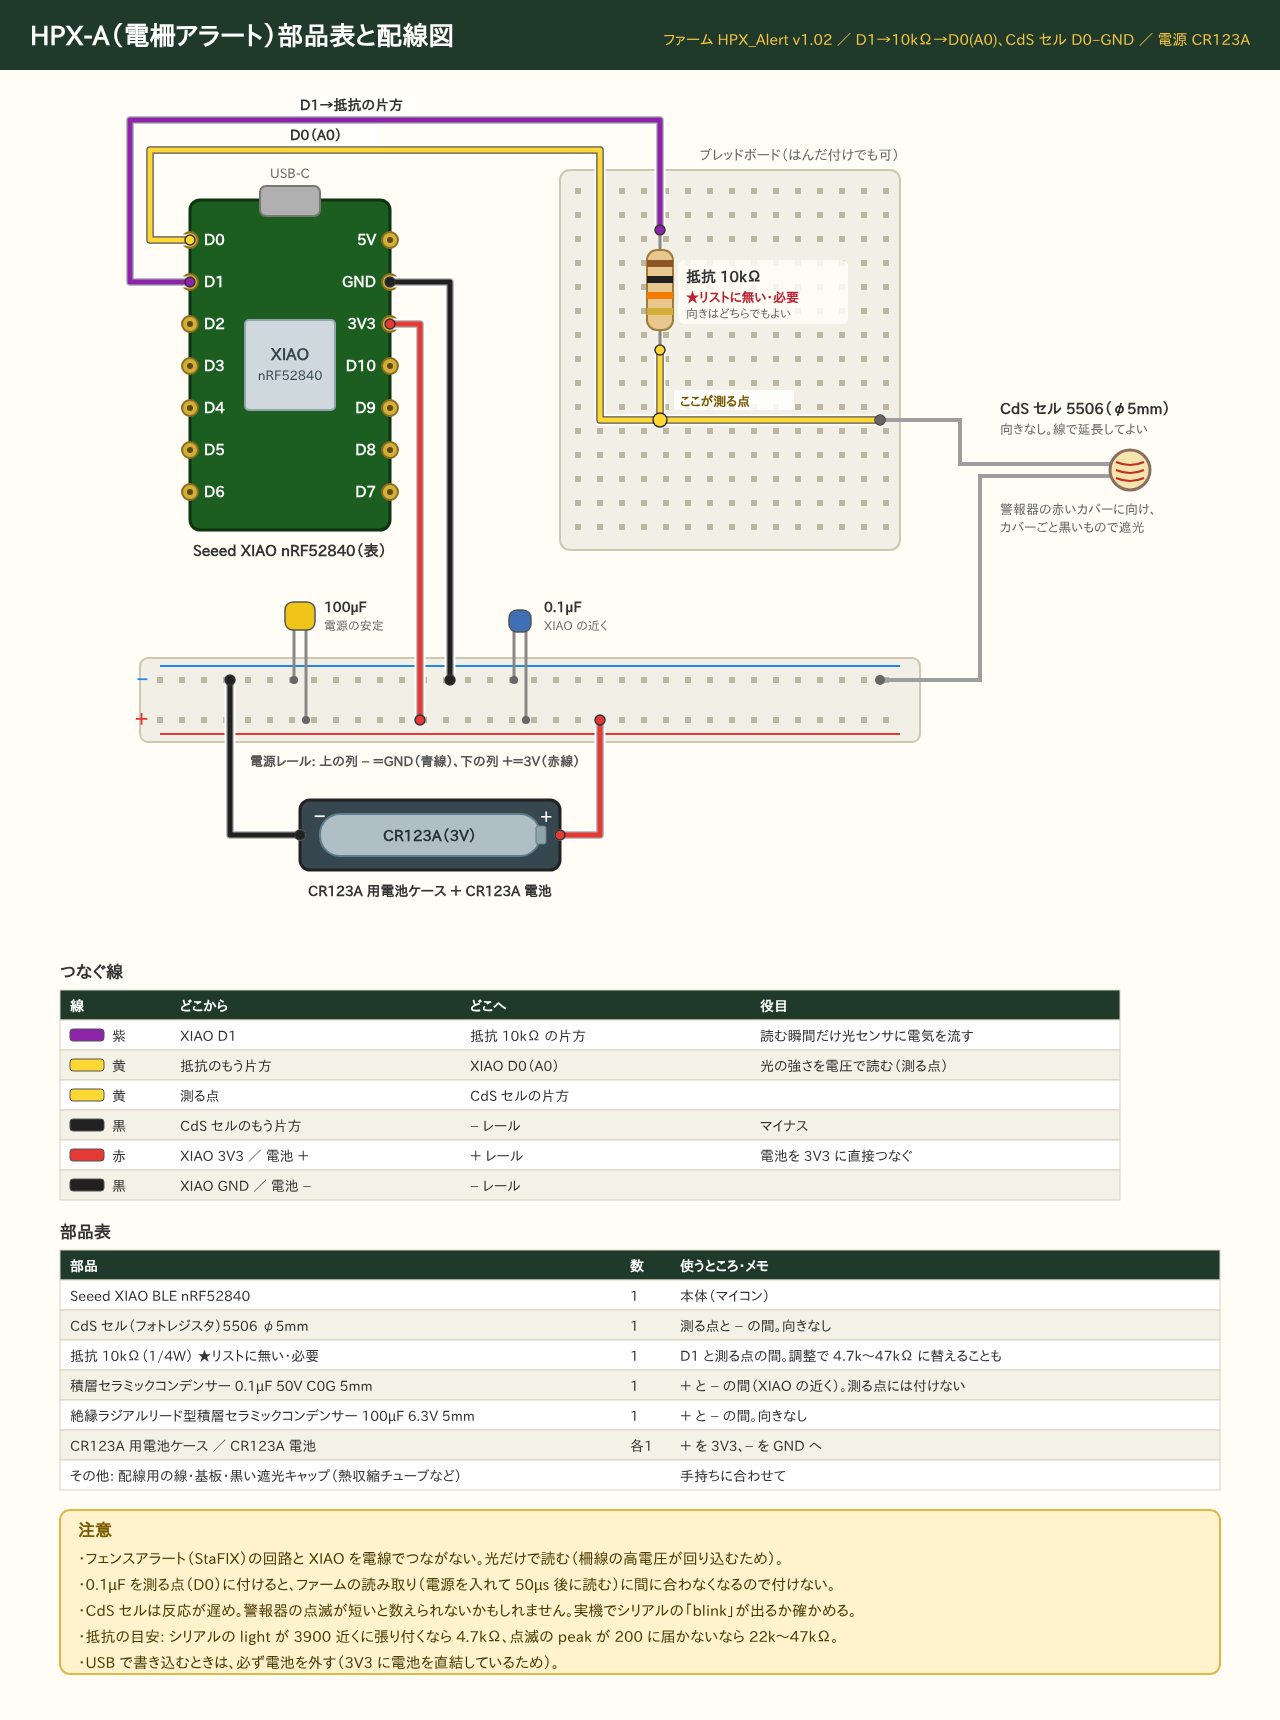 HPX-A（電柵アラート）部品表と配線図
ファーム HPX_Alert v1.02 ／ D1→10kΩ→D0(A0)、CdS セル D0–GND ／ 電源 CR123A
D1→抵抗の片方
D0（A0）
USB-C
ブレッドボード（はんだ付けでも可）
D0 5V
D1 GND
D2 3V3
D3 D10
D4 D9
D5 D8
D6 D7
XIAO
nRF52840
Seeed XIAO nRF52840（表）
抵抗 10kΩ
★リストに無い・必要
向きはどちらでもよい
ここが測る点
CdS セル 5506（φ5mm）
向きなし。線で延長してよい
警報器の赤いカバーに向け、
カバーごと黒いもので遮光
100µF
電源の安定
0.1µF
XIAO の近く
−
+
電源レール: 上の列 − ＝GND（青線）、下の列 ＋＝3V（赤線）
− +
CR123A（3V）
CR123A 用電池ケース ＋ CR123A 電池
つなぐ線
線 どこから どこへ 役目
紫 XIAO D1 抵抗 10kΩ の片方 読む瞬間だけ光センサに電気を流す
黄 抵抗のもう片方 XIAO D0（A0） 光の強さを電圧で読む（測る点）
黄 測る点 CdS セルの片方
黒 CdS セルのもう片方 − レール マイナス
赤 XIAO 3V3 ／ 電池 ＋ ＋ レール 電池を 3V3 に直接つなぐ
黒 XIAO GND ／ 電池 − − レール
部品表
部品 数 使うところ・メモ
Seeed XIAO BLE nRF52840 1 本体（マイコン）
CdS セル（フォトレジスタ）5506 φ5mm 1 測る点と − の間。向きなし
抵抗 10kΩ（1/4W） ★リストに無い・必要 1 D1 と測る点の間。調整で 4.7k〜47kΩ に替えることも
積層セラミックコンデンサー 0.1µF 50V C0G 5mm 1 ＋ と − の間（XIAO の近く）。測る点には付けない
絶縁ラジアルリード型積層セラミックコンデンサー 100µF 6.3V 5mm 1 ＋ と − の間。向きなし
CR123A 用電池ケース ／ CR123A 電池 各1 ＋ を 3V3、− を GND へ
その他: 配線用の線・基板・黒い遮光キャップ（熱収縮チューブなど） 手持ちに合わせて
注意
・フェンスアラート（StaFIX）の回路と XIAO を電線でつながない。光だけで読む（柵線の高電圧が回り込むため）。
・0.1µF を測る点（D0）に付けると、ファームの読み取り（電源を入れて 50µs 後に読む）に間に合わなくなるので付けない。
・CdS セルは反応が遅め。警報器の点滅が短いと数えられないかもしれません。実機でシリアルの「blink」が出るか確かめる。
・抵抗の目安: シリアルの light が 3900 近くに張り付くなら 4.7kΩ、点滅の peak が 200 に届かないなら 22k〜47kΩ。
・USB で書き込むときは、必ず電池を外す（3V3 に電池を直結しているため）。